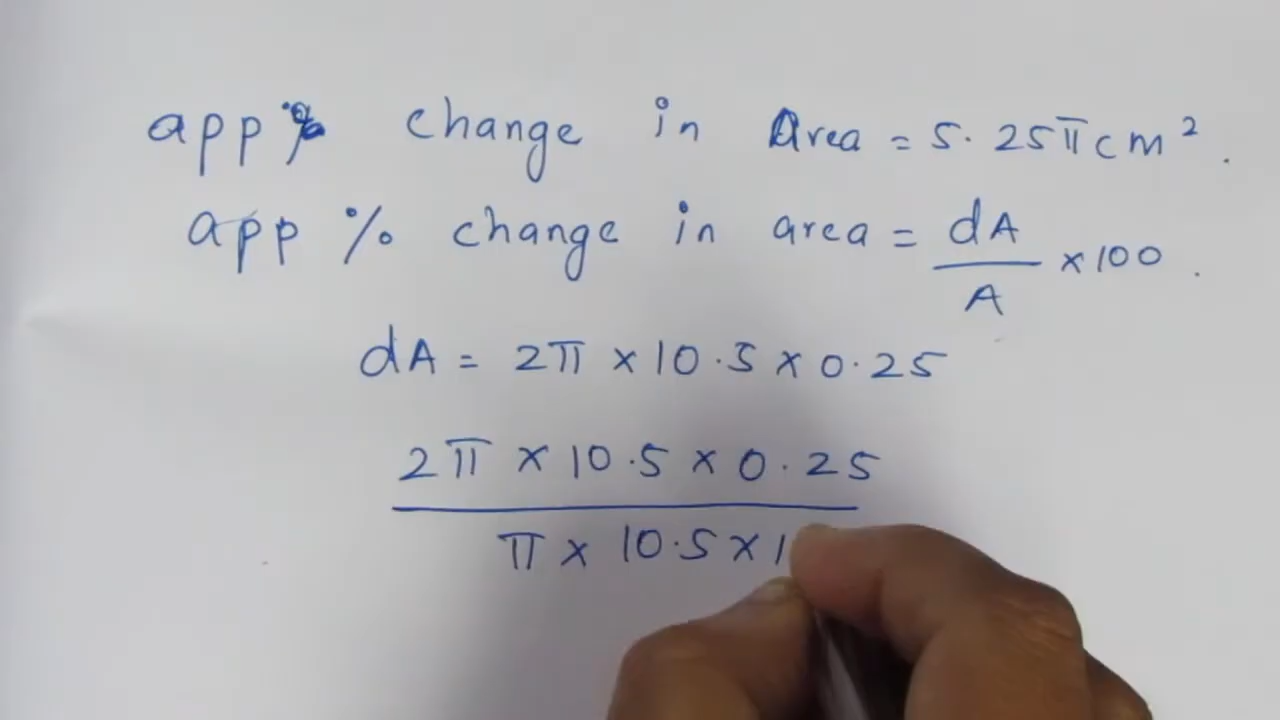 app% change in Area = 5.25π cm².
app % change in area = dA/A × 100.
dA = 2π × 10.5 × 0.25
2π × 10.5 × 0.25
π × 10.5 × 1